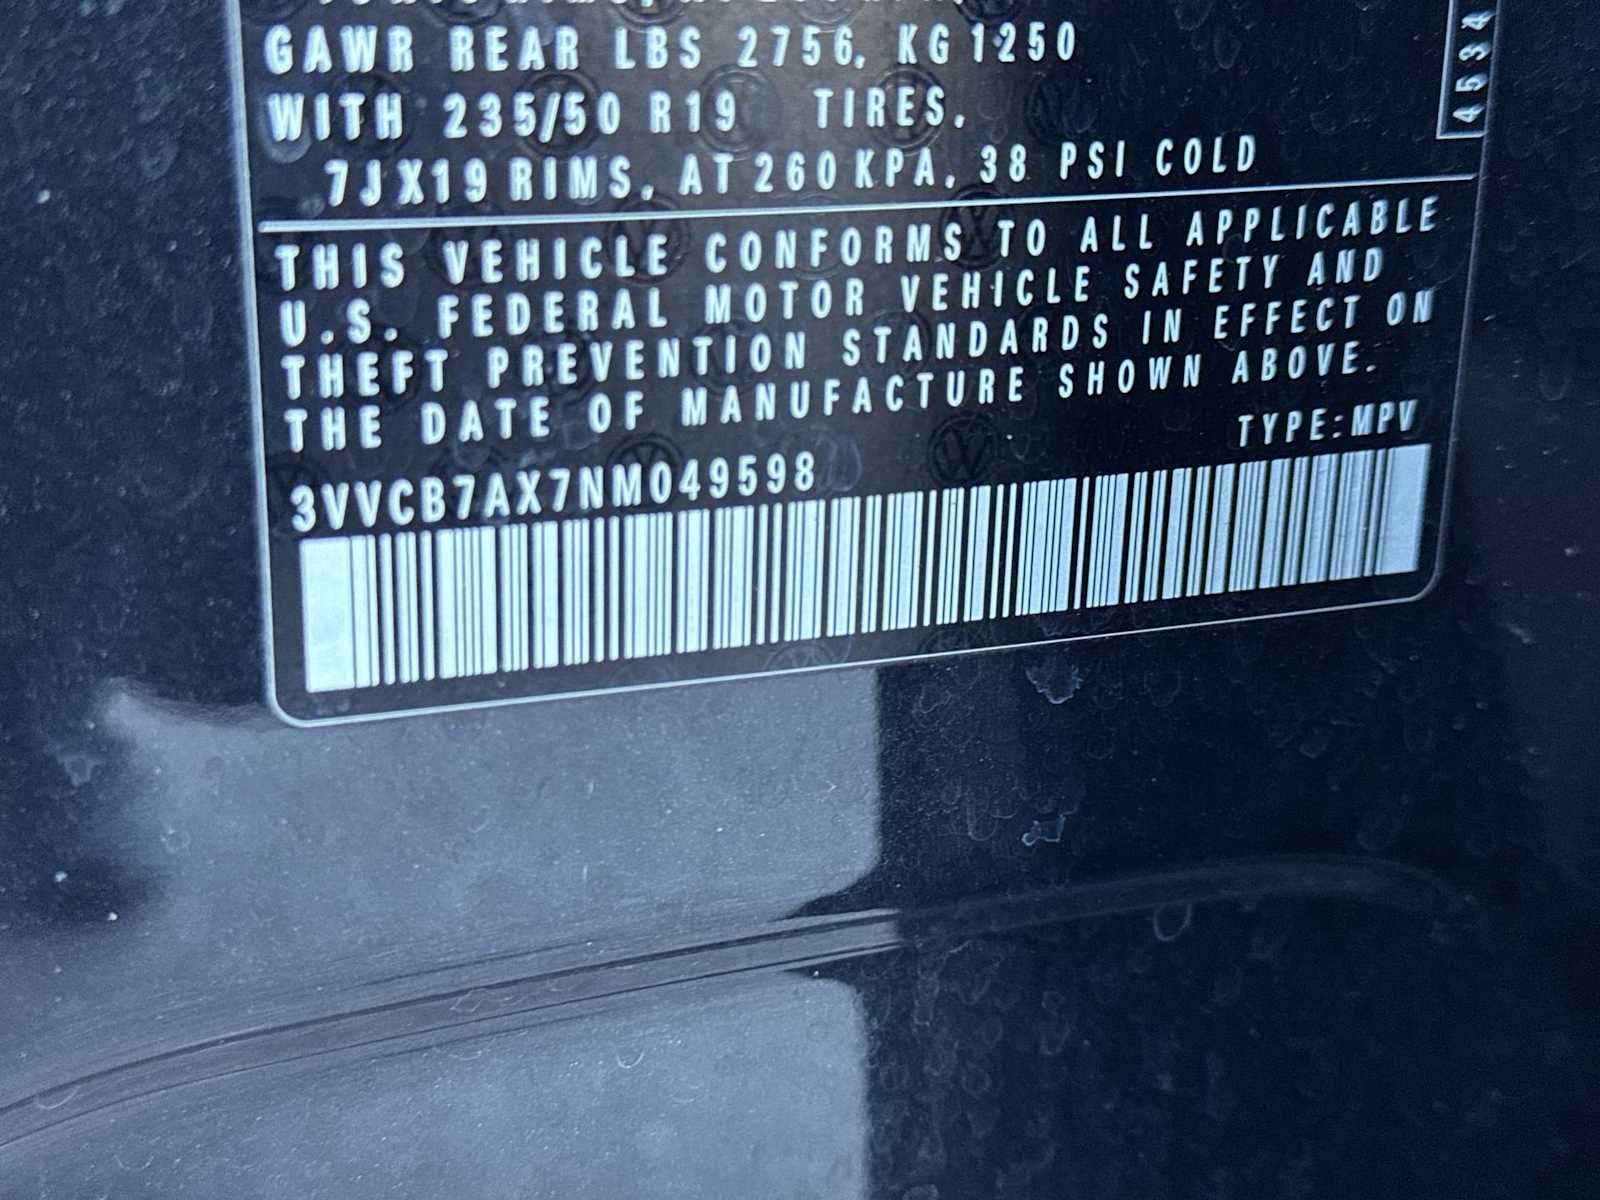 GAWR REAR LBS 2756, KG 1250
WITH 235/50 R19 TIRES,
7JX19 RIMS, AT 260 KPA, 38 PSI COLD
THIS VEHICLE CONFORMS TO ALL APPLICABLE
U.S. FEDERAL MOTOR VEHICLE SAFETY AND
THEFT PREVENTION STANDARDS IN EFFECT ON
THE DATE OF MANUFACTURE SHOWN ABOVE.
TYPE:MPV
3VVCB7AX7NM049598